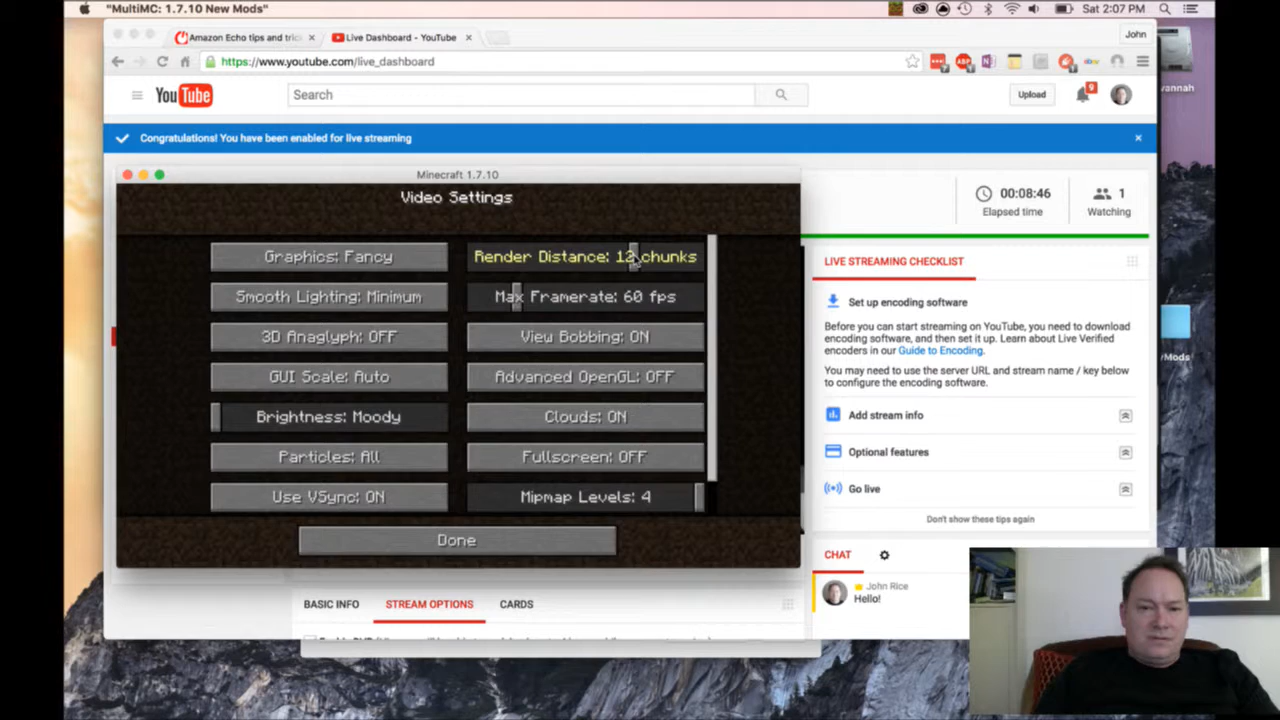 "MultiMC: 1.7.10 New Mods"
Sat 2:07 PM
Amazon Echo tips and tric
Live Dashboard - YouTube
John
https://www.youtube.com/live_dashboard
YouTube
Search
Upload
9
Congratulations! You have been enabled for live streaming
Minecraft 1.7.10
Video Settings
Graphics: Fancy
Render Distance: 12 chunks
Smooth Lighting: Minimum
Max Framerate: 60 fps
3D Anaglyph: OFF
View Bobbing: ON
GUI Scale: Auto
Advanced OpenGL: OFF
Brightness: Moody
Clouds: ON
Particles: All
Fullscreen: OFF
Use VSync: ON
Mipmap Levels: 4
Done
00:08:46
Elapsed time
1
Watching
LIVE STREAMING CHECKLIST
Set up encoding software
Before you can start streaming on YouTube, you need to download
encoding software, and then set it up. Learn about Live Verified
encoders in our Guide to Encoding.
You may need to use the server URL and stream name / key below
to configure the encoding software.
Add stream info
Optional features
Go live
Don't show these tips again
CHAT
John Rice
Hello!
BASIC INFO
STREAM OPTIONS
CARDS
vannah
/Mods